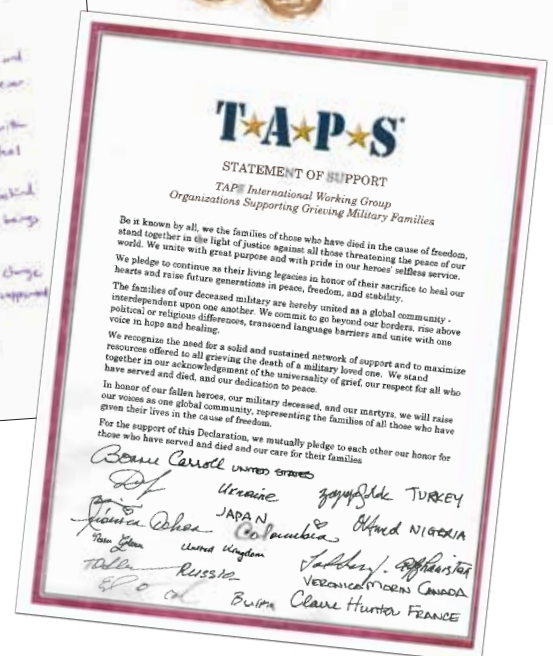 and
with
behind
beings
change
T★A★P★S
STATEMENT OF SUPPORT
TAPS International Working Group
Organizations Supporting Grieving Military Families
Be it known by all, we the families of those who have died in the cause of freedom,
stand together in the light of justice against all those threatening the peace of our
world. We unite with great purpose and with pride in our heroes' selfless service.
We pledge to continue as their living legacies in honor of their sacrifice to heal our
hearts and raise future generations in peace, freedom, and stability.
The families of our deceased military are hereby united as a global community -
interdependent upon one another. We commit to go beyond our borders, rise above
political or religious differences, transcend language barriers and unite with one
voice in hope and healing.
We recognize the need for a solid and sustained network of support and to maximize
resources offered to all grieving the death of a military loved one. We stand
together in our acknowledgement of the universality of grief, our respect for all who
have served and died, and our dedication to peace.
In honor of our fallen heroes, our military deceased, and our martyrs, we will raise
our voices as one global community, representing the families of all those who have
given their lives in the cause of freedom.
For the support of this Declaration, we mutually pledge to each other our honor for
those who have served and died and our care for their families
Bonnie Carroll UNITED STATES
Ukraine TURKEY
JAPAN
Columbia NIGERIA
United Kingdom Afghanistan
Russia VERONICA MORIN CANADA
Burma Claire Hunter FRANCE